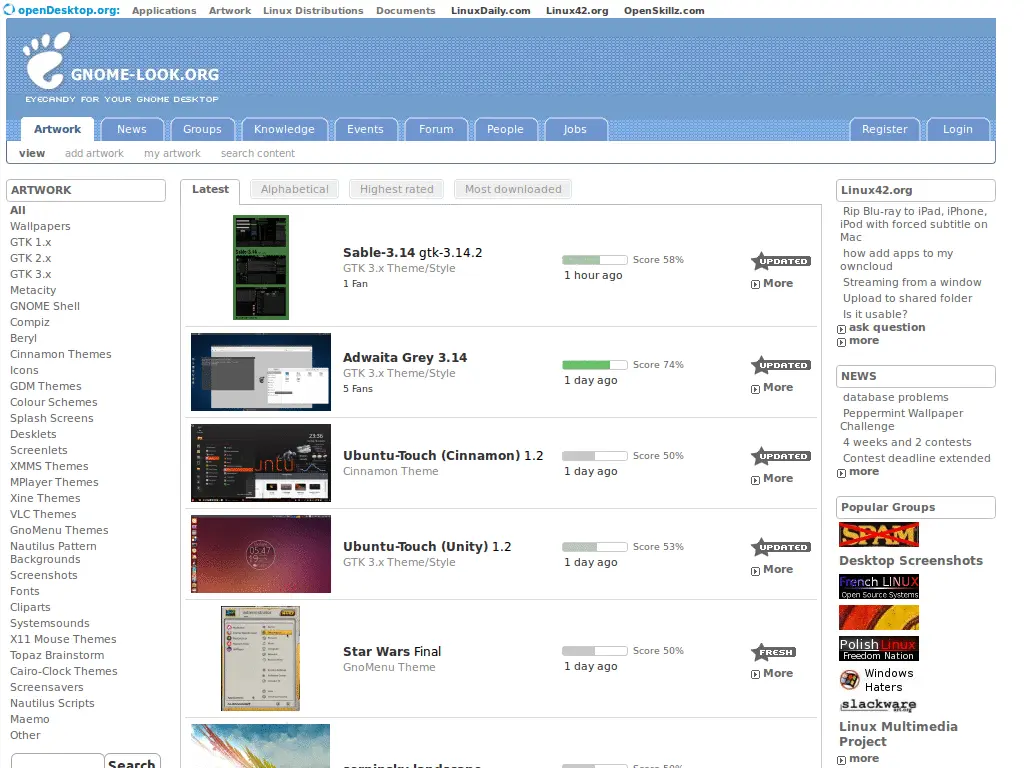 openDesktop.org: Applications Artwork Linux Distributions Documents LinuxDaily.com Linux42.org OpenSkillz.com
GNOME-LOOK.ORG
EYECANDY FOR YOUR GNOME DESKTOP
Artwork News Groups Knowledge Events Forum People Jobs Register Login
view add artwork my artwork search content
ARTWORK
All
Wallpapers
GTK 1.x
GTK 2.x
GTK 3.x
Metacity
GNOME Shell
Compiz
Beryl
Cinnamon Themes
Icons
GDM Themes
Colour Schemes
Splash Screens
Desklets
Screenlets
XMMS Themes
MPlayer Themes
Xine Themes
VLC Themes
GnoMenu Themes
Nautilus Pattern
Backgrounds
Screenshots
Fonts
Cliparts
Systemsounds
X11 Mouse Themes
Topaz Brainstorm
Cairo-Clock Themes
Screensavers
Nautilus Scripts
Maemo
Other
Search
Latest Alphabetical Highest rated Most downloaded
Sable-3.14 gtk-3.14.2
GTK 3.x Theme/Style
1 Fan
Score 58%
1 hour ago
UPDATED
More
Adwaita Grey 3.14
GTK 3.x Theme/Style
5 Fans
Score 74%
1 day ago
UPDATED
More
Ubuntu-Touch (Cinnamon) 1.2
Cinnamon Theme
Score 50%
1 day ago
UPDATED
More
Ubuntu-Touch (Unity) 1.2
GTK 3.x Theme/Style
Score 53%
1 day ago
UPDATED
More
Star Wars Final
GnoMenu Theme
Score 50%
1 day ago
FRESH
More
Linux42.org
Rip Blu-ray to iPad, iPhone,
iPod with forced subtitle on
Mac
how add apps to my
owncloud
Streaming from a window
Upload to shared folder
Is it usable?
ask question
more
NEWS
database problems
Peppermint Wallpaper
Challenge
4 weeks and 2 contests
Contest deadline extended
more
Popular Groups
SPAM
Desktop Screenshots
French LINUX
Open Source Systems
Polish Linux
Freedom Nation
Windows
Haters
slackware
Linux Multimedia
Project
more